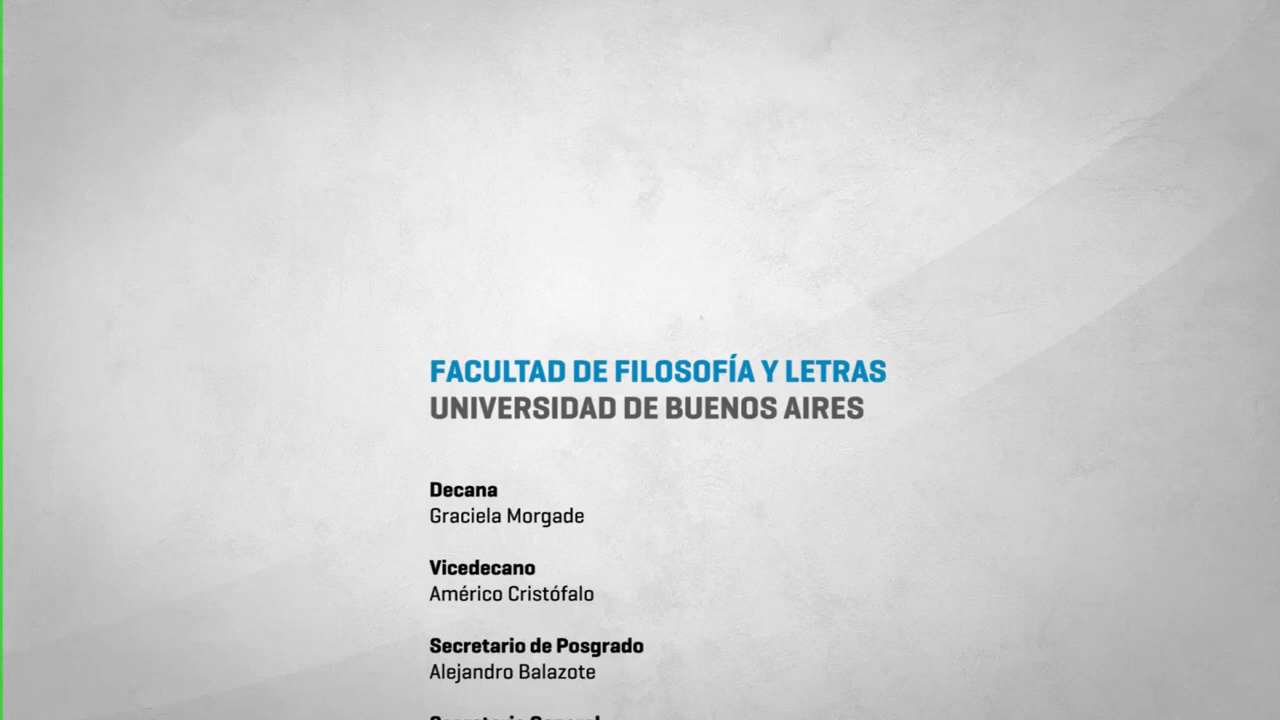 FACULTAD DE FILOSOFÍA Y LETRAS
UNIVERSIDAD DE BUENOS AIRES
Decana
Graciela Morgade
Vicedecano
Américo Cristófalo
Secretario de Posgrado
Alejandro Balazote